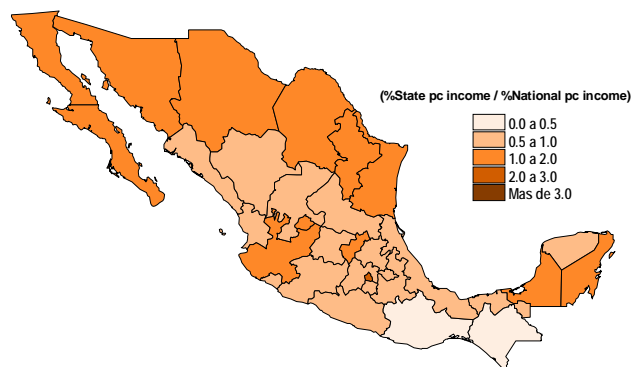 (%State pc income / %National pc income)
0.0 a 0.5
0.5 a 1.0
1.0 a 2.0
2.0 a 3.0
Mas de 3.0